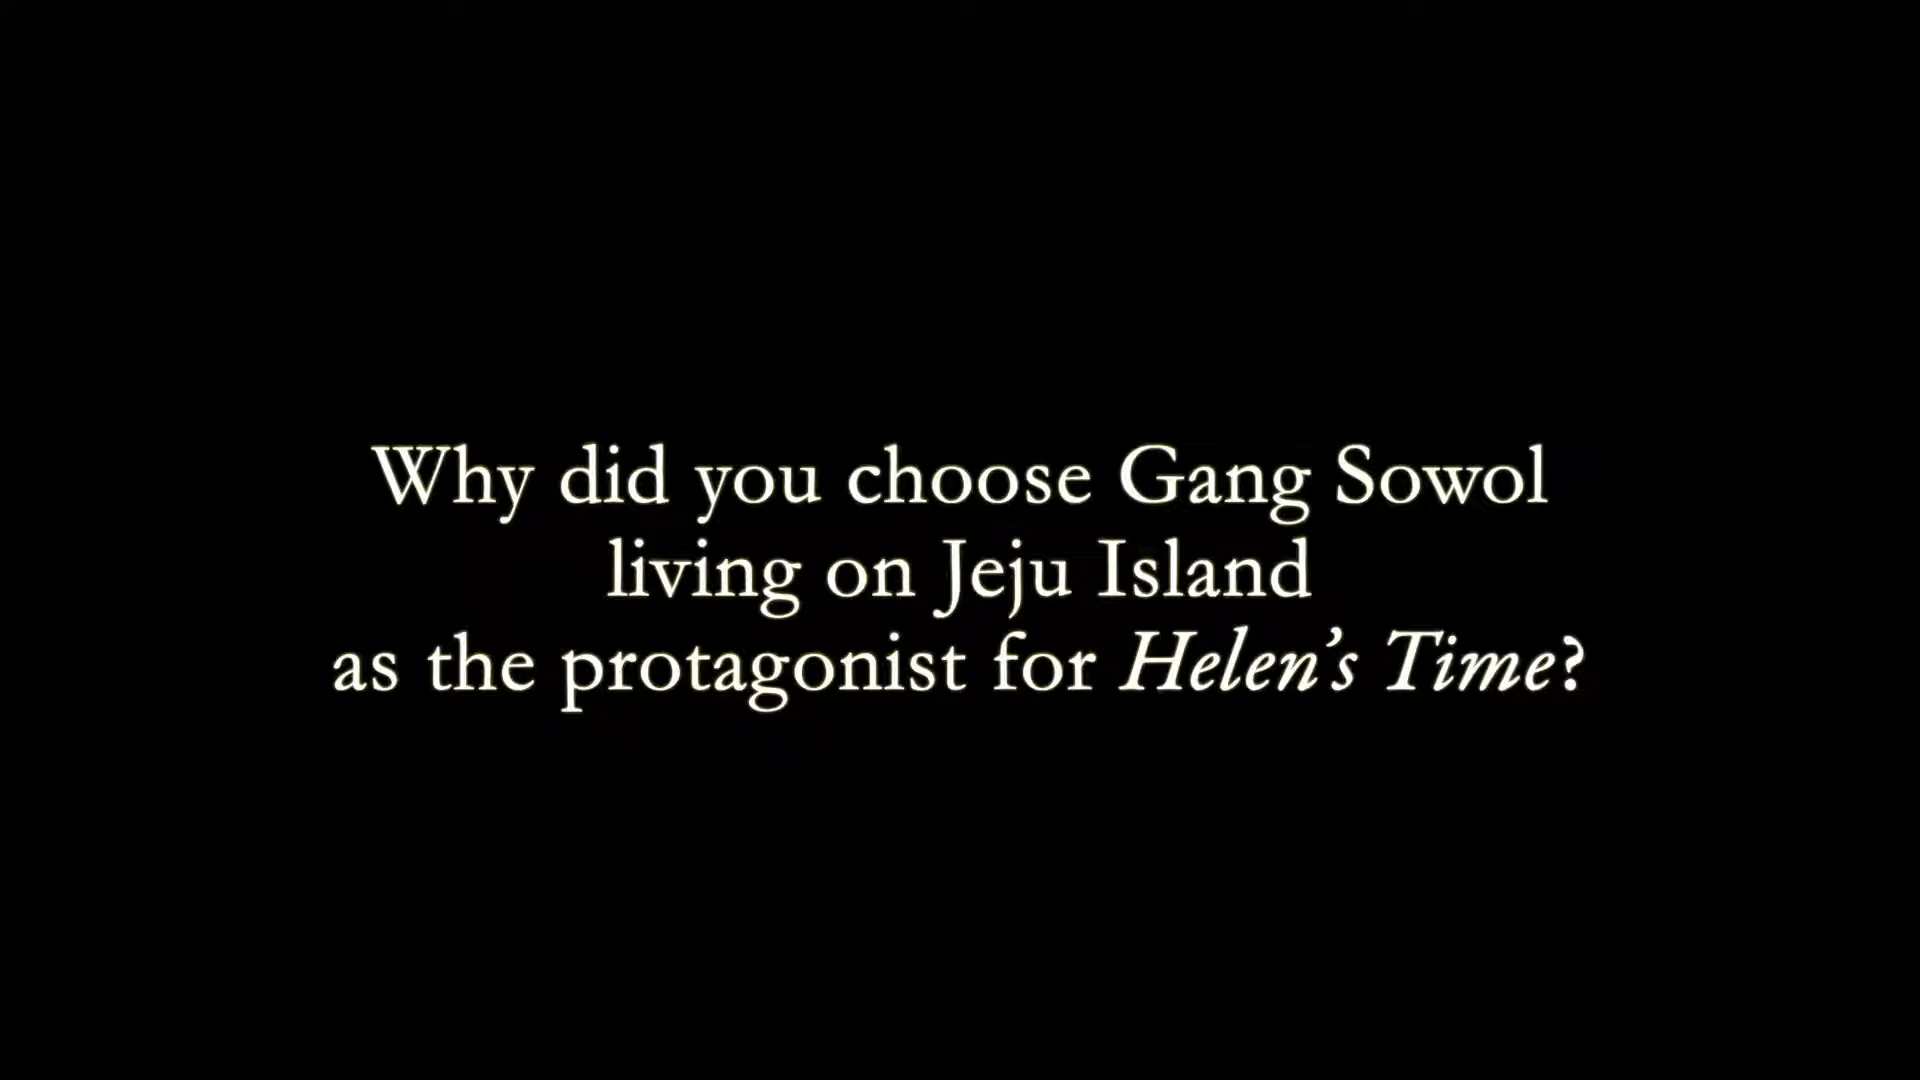 Why did you choose Gang Sowol
living on Jeju Island
as the protagonist for Helen’s Time?